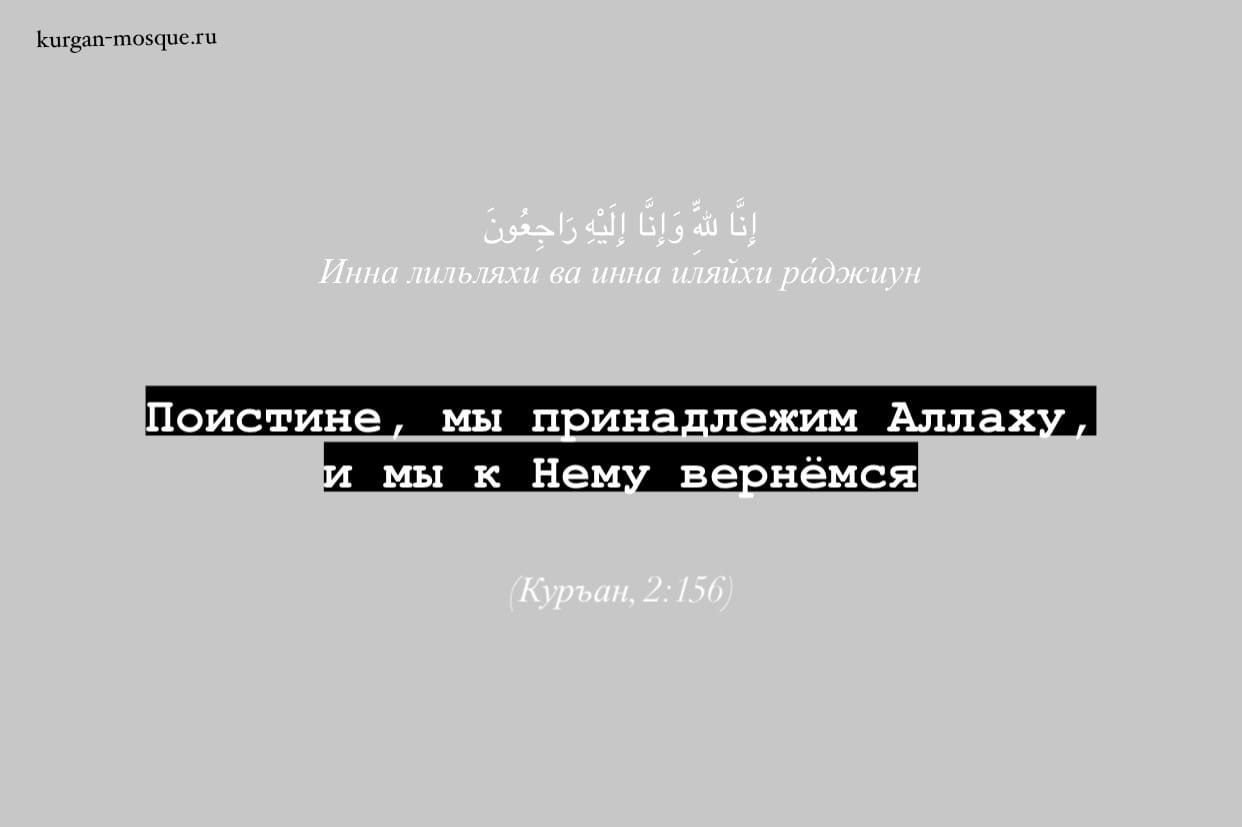 kurgan-mosque.ru
إِنَّا لِلّٰهِ وَإِنَّا إِلَيْهِ رَاجِعُونَ
Инна лильляхи ва инна иляйхи ра́джиун
Поистине, мы принадлежим Аллаху,
и мы к Нему вернёмся
(Куръан, 2:156)